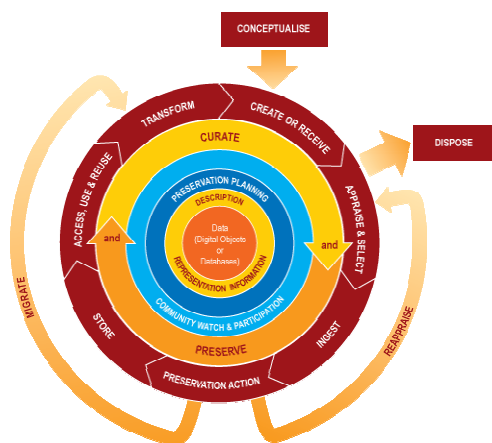 CONCEPTUALISE
CREATE OR RECEIVE
DISPOSE
APPRAISE & SELECT
REAPPRAISE
INGEST
PRESERVATION ACTION
STORE
MIGRATE
ACCESS, USE & REUSE
TRANSFORM
CURATE
and
PRESERVE
and
COMMUNITY WATCH & PARTICIPATION
PRESERVATION PLANNING
DESCRIPTION
REPRESENTATION INFORMATION
Data
(Digital Objects
or
Databases)